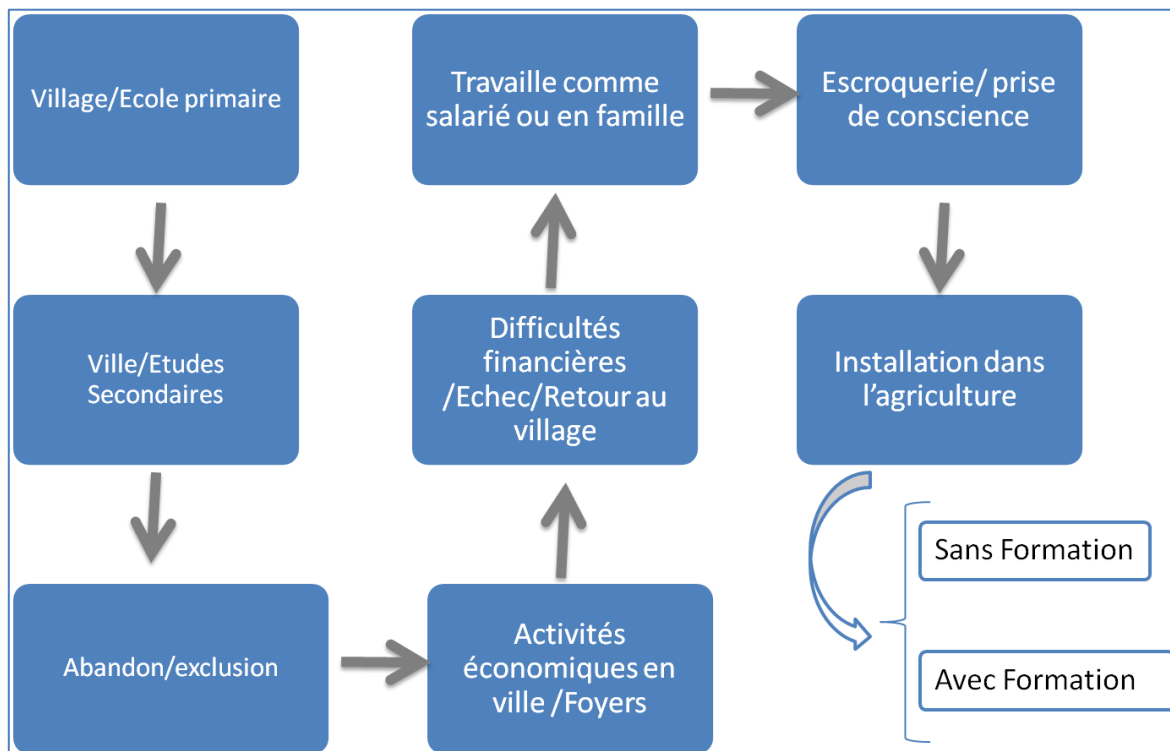 Village/Ecole primaire
Ville/Etudes
Secondaires
Abandon/exclusion
Activités
économiques en
ville /Foyers
Difficultés
financières
/Echec/Retour au
village
Travaille comme
salarié ou en famille
Escroquerie/ prise
de conscience
Installation dans
l’agriculture
Sans Formation
Avec Formation